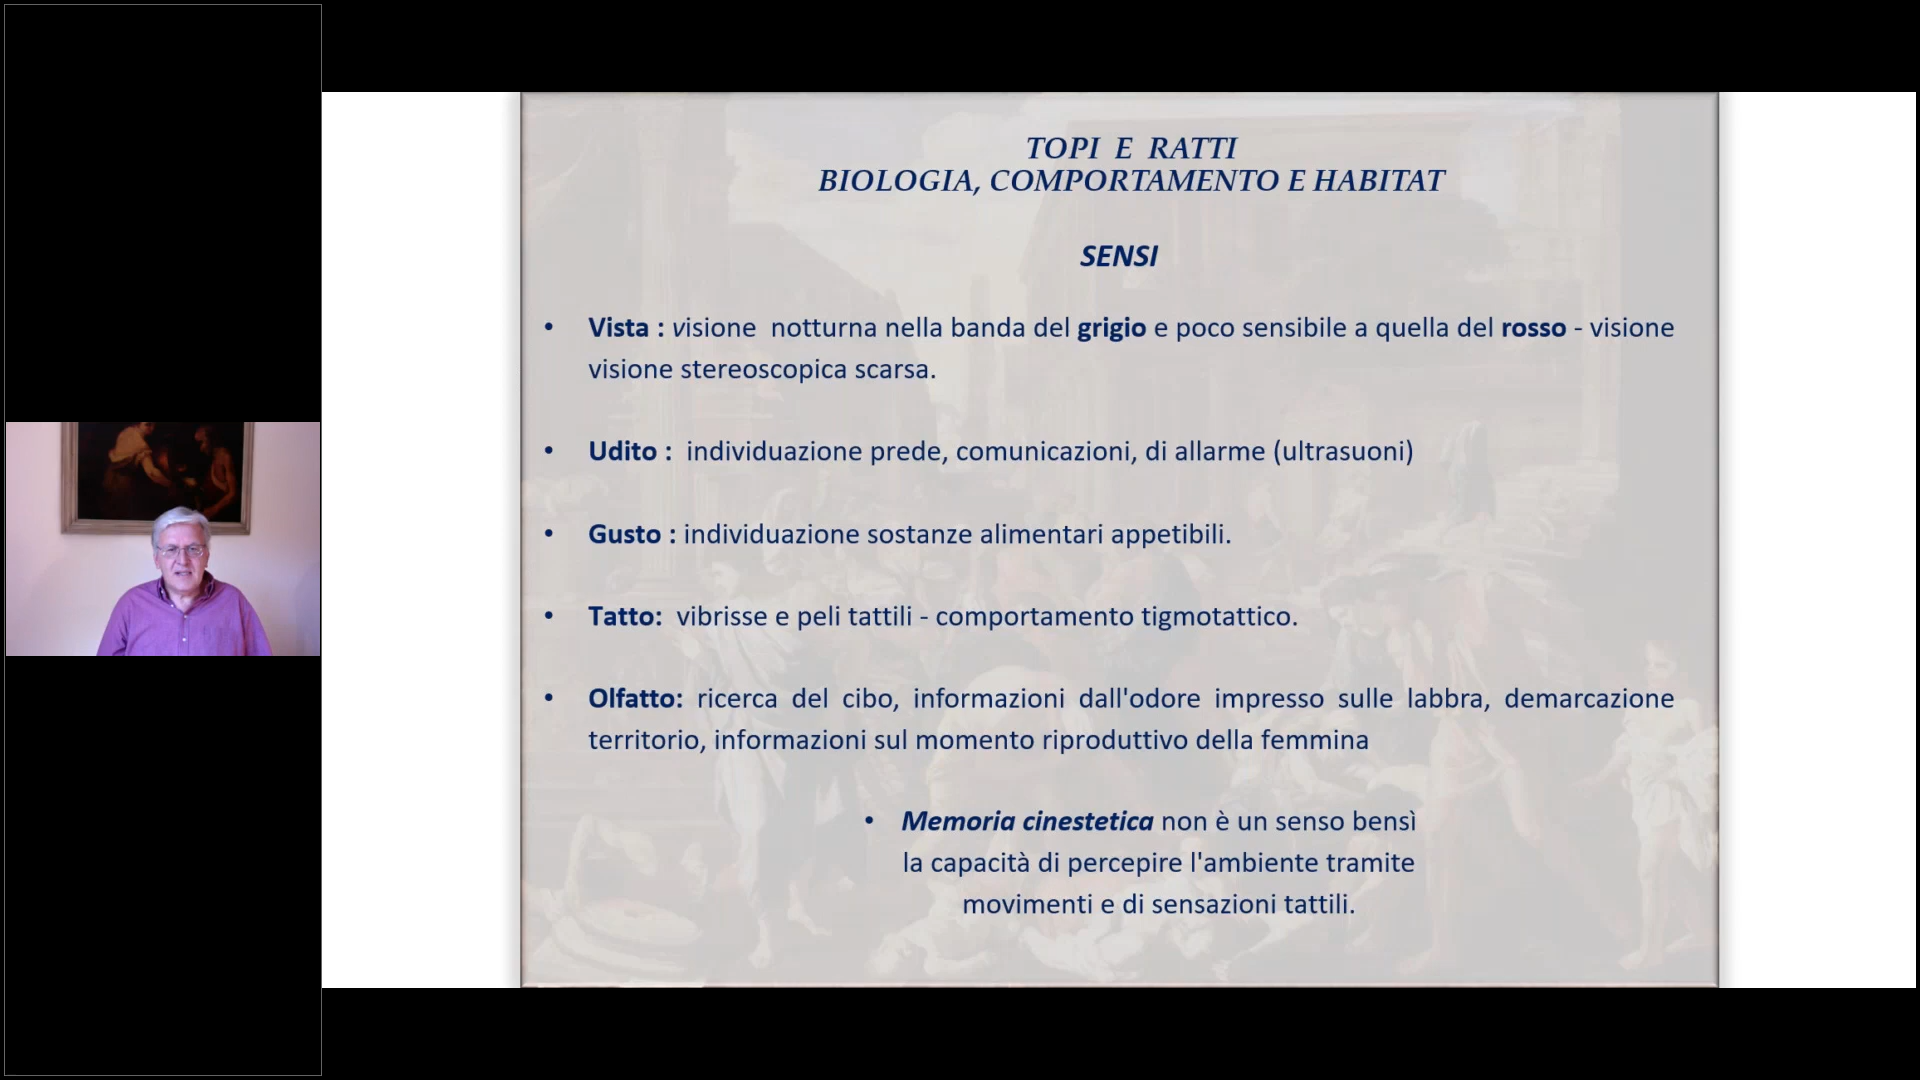 TOPI E RATTI
BIOLOGIA, COMPORTAMENTO E HABITAT
SENSI
• Vista : visione notturna nella banda del grigio e poco sensibile a quella del rosso - visione
visione stereoscopica scarsa.
• Udito : individuazione prede, comunicazioni, di allarme (ultrasuoni)
• Gusto : individuazione sostanze alimentari appetibili.
• Tatto: vibrisse e peli tattili - comportamento tigmotattico.
• Olfatto: ricerca del cibo, informazioni dall'odore impresso sulle labbra, demarcazione
territorio, informazioni sul momento riproduttivo della femmina
• Memoria cinestetica non è un senso bensì
la capacità di percepire l'ambiente tramite
movimenti e di sensazioni tattili.